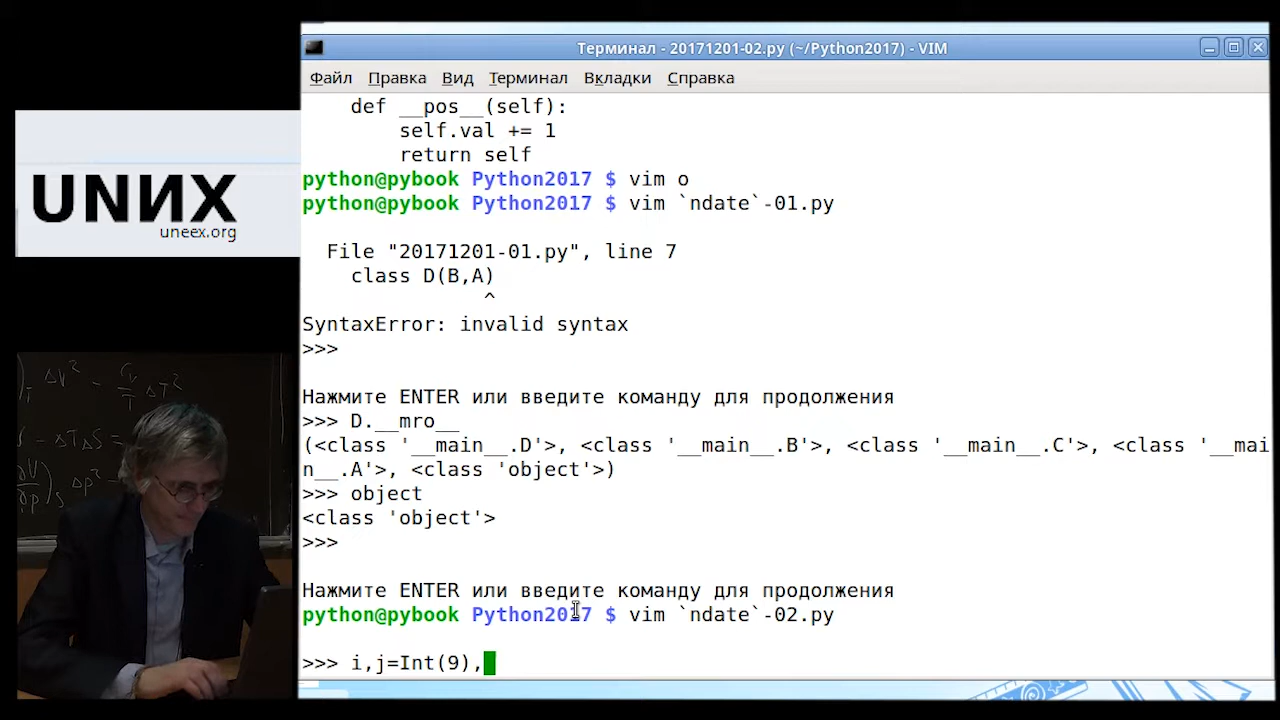 Терминал - 20171201-02.py (~/Python2017) - VIM
Файл Правка Вид Терминал Вкладки Справка
def __pos__(self):
self.val += 1
return self
python@pybook Python2017 $ vim o
python@pybook Python2017 $ vim `ndate`-01.py
File "20171201-01.py", line 7
class D(B,A)
^
SyntaxError: invalid syntax
>>>
Нажмите ENTER или введите команду для продолжения
>>> D.__mro__
(<class '__main__.D'>, <class '__main__.B'>, <class '__main__.C'>, <class '__mai
n__.A'>, <class 'object'>)
>>> object
<class 'object'>
>>>
Нажмите ENTER или введите команду для продолжения
python@pybook Python2017 $ vim `ndate`-02.py
>>> i,j=Int(9),
UNИX
uneex.org